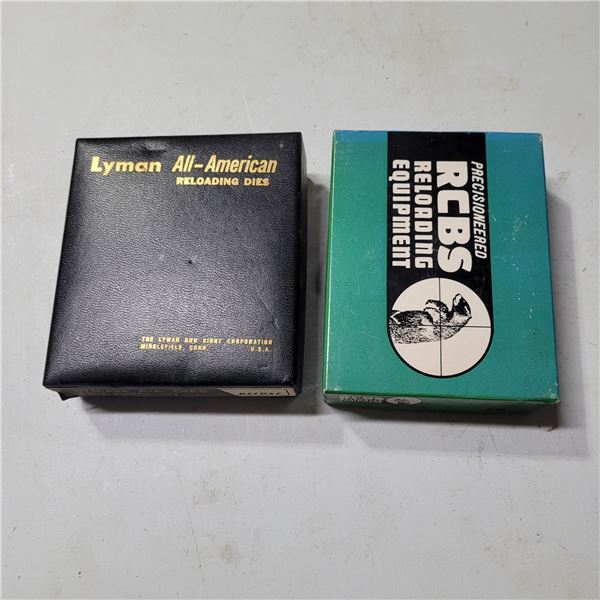 Lyman All-American
RELOADING DIES
THE LYMAN GUN SIGHT CORPORATION
MIDDLEFIELD, CONN. U.S.A.
DELUXE
PRECISIONEERED
RCBS
RELOADING
EQUIPMENT